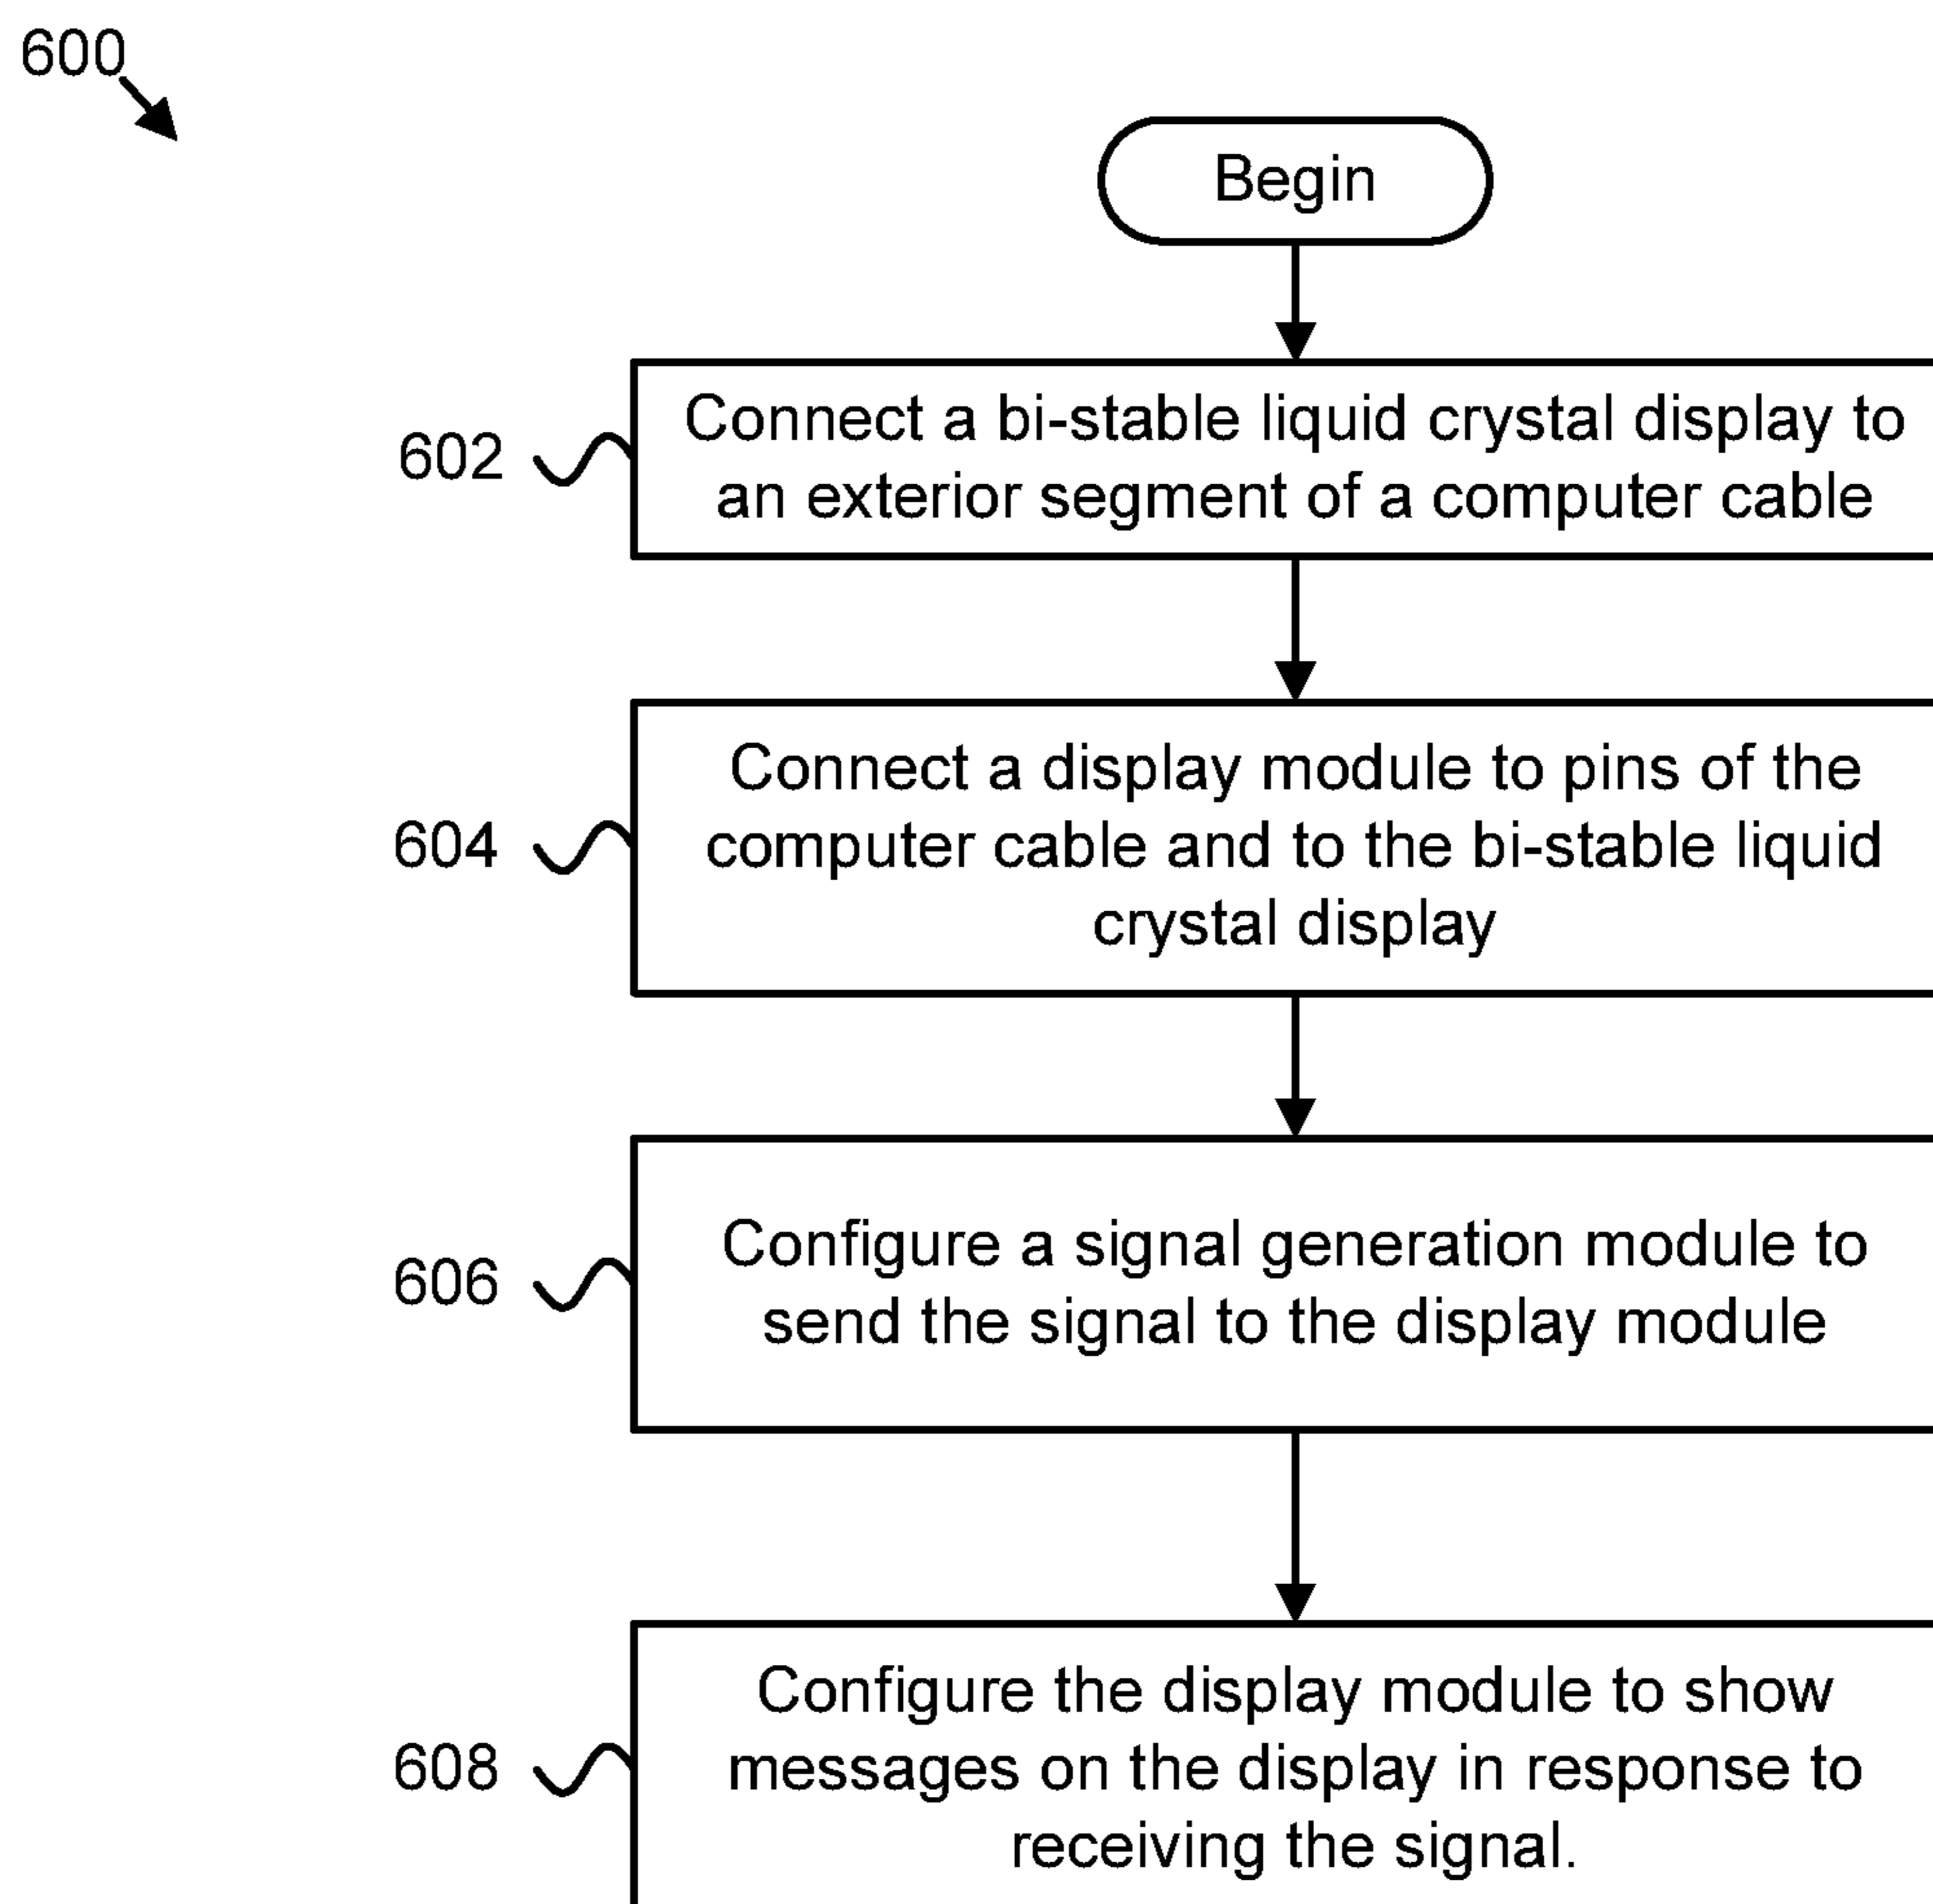 600
Begin
602
Connect a bi-stable liquid crystal display to
an exterior segment of a computer cable
604
Connect a display module to pins of the
computer cable and to the bi-stable liquid
crystal display
606
Configure a signal generation module to
send the signal to the display module
608
Configure the display module to show
messages on the display in response to
receiving the signal.